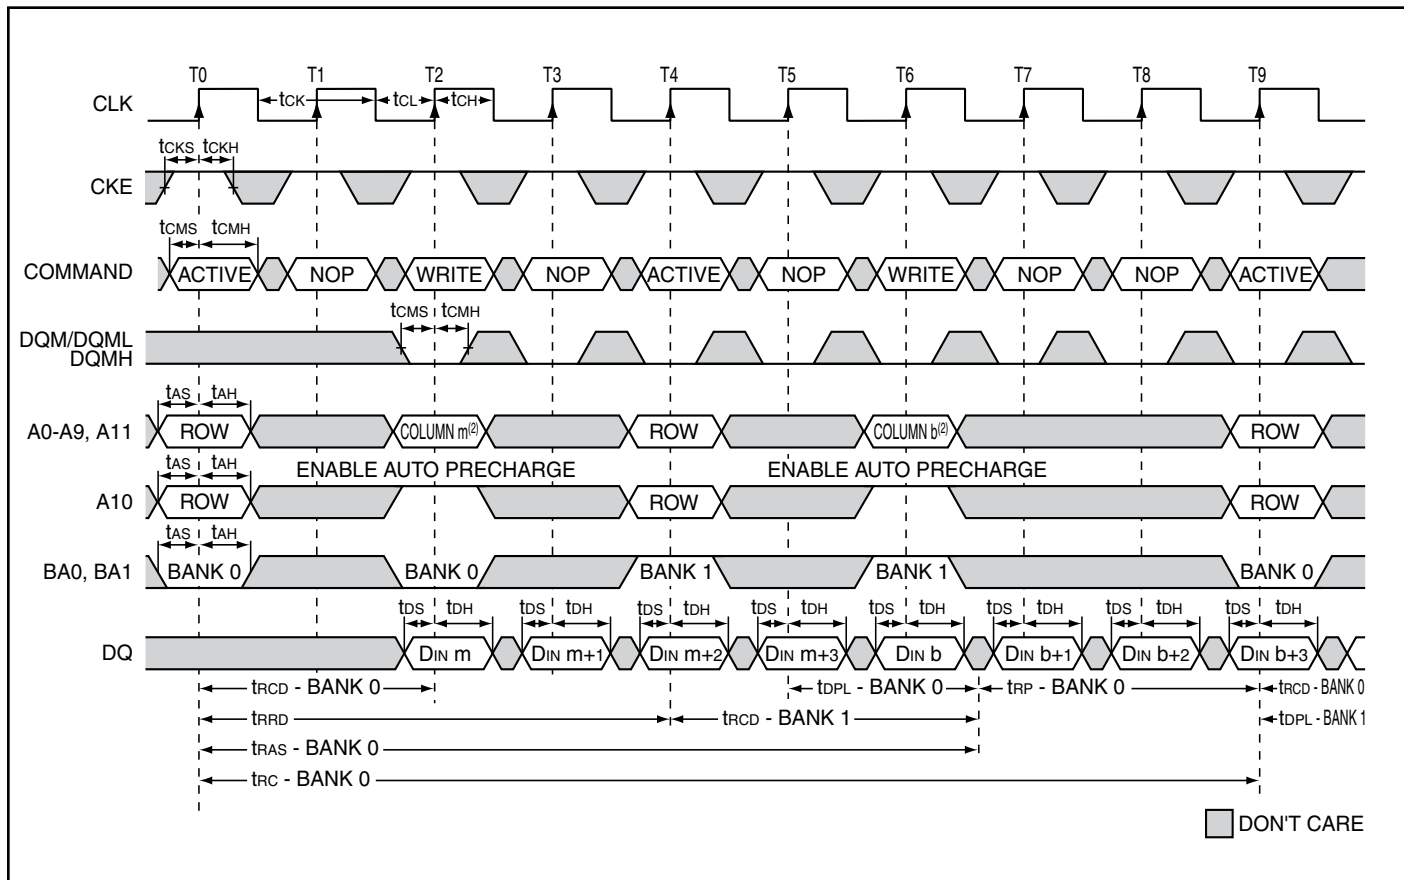 T0 T1 T2 T3 T4 T5 T6 T7 T8 T9
CLK tCK tCL tCH
tCKS tCKH
CKE
tCMS tCMH
COMMAND ACTIVE NOP WRITE NOP ACTIVE NOP WRITE NOP NOP ACTIVE
tCMS tCMH
DQM/DQML
DQMH
tAS tAH
A0-A9, A11 ROW COLUMN m(2) ROW COLUMN b(2) ROW
tAS tAH ENABLE AUTO PRECHARGE ENABLE AUTO PRECHARGE
A10 ROW ROW ROW
tAS tAH
BA0, BA1 BANK 0 BANK 0 BANK 1 BANK 1 BANK 0
tDS tDH tDS tDH tDS tDH tDS tDH tDS tDH tDS tDH tDS tDH tDS tDH
DQ DIN m DIN m+1 DIN m+2 DIN m+3 DIN b DIN b+1 DIN b+2 DIN b+3
tRCD - BANK 0 tDPL - BANK 0 tRP - BANK 0 tRCD - BANK 0
tRRD tRCD - BANK 1 tDPL - BANK 1
tRAS - BANK 0
tRC - BANK 0
DON'T CARE